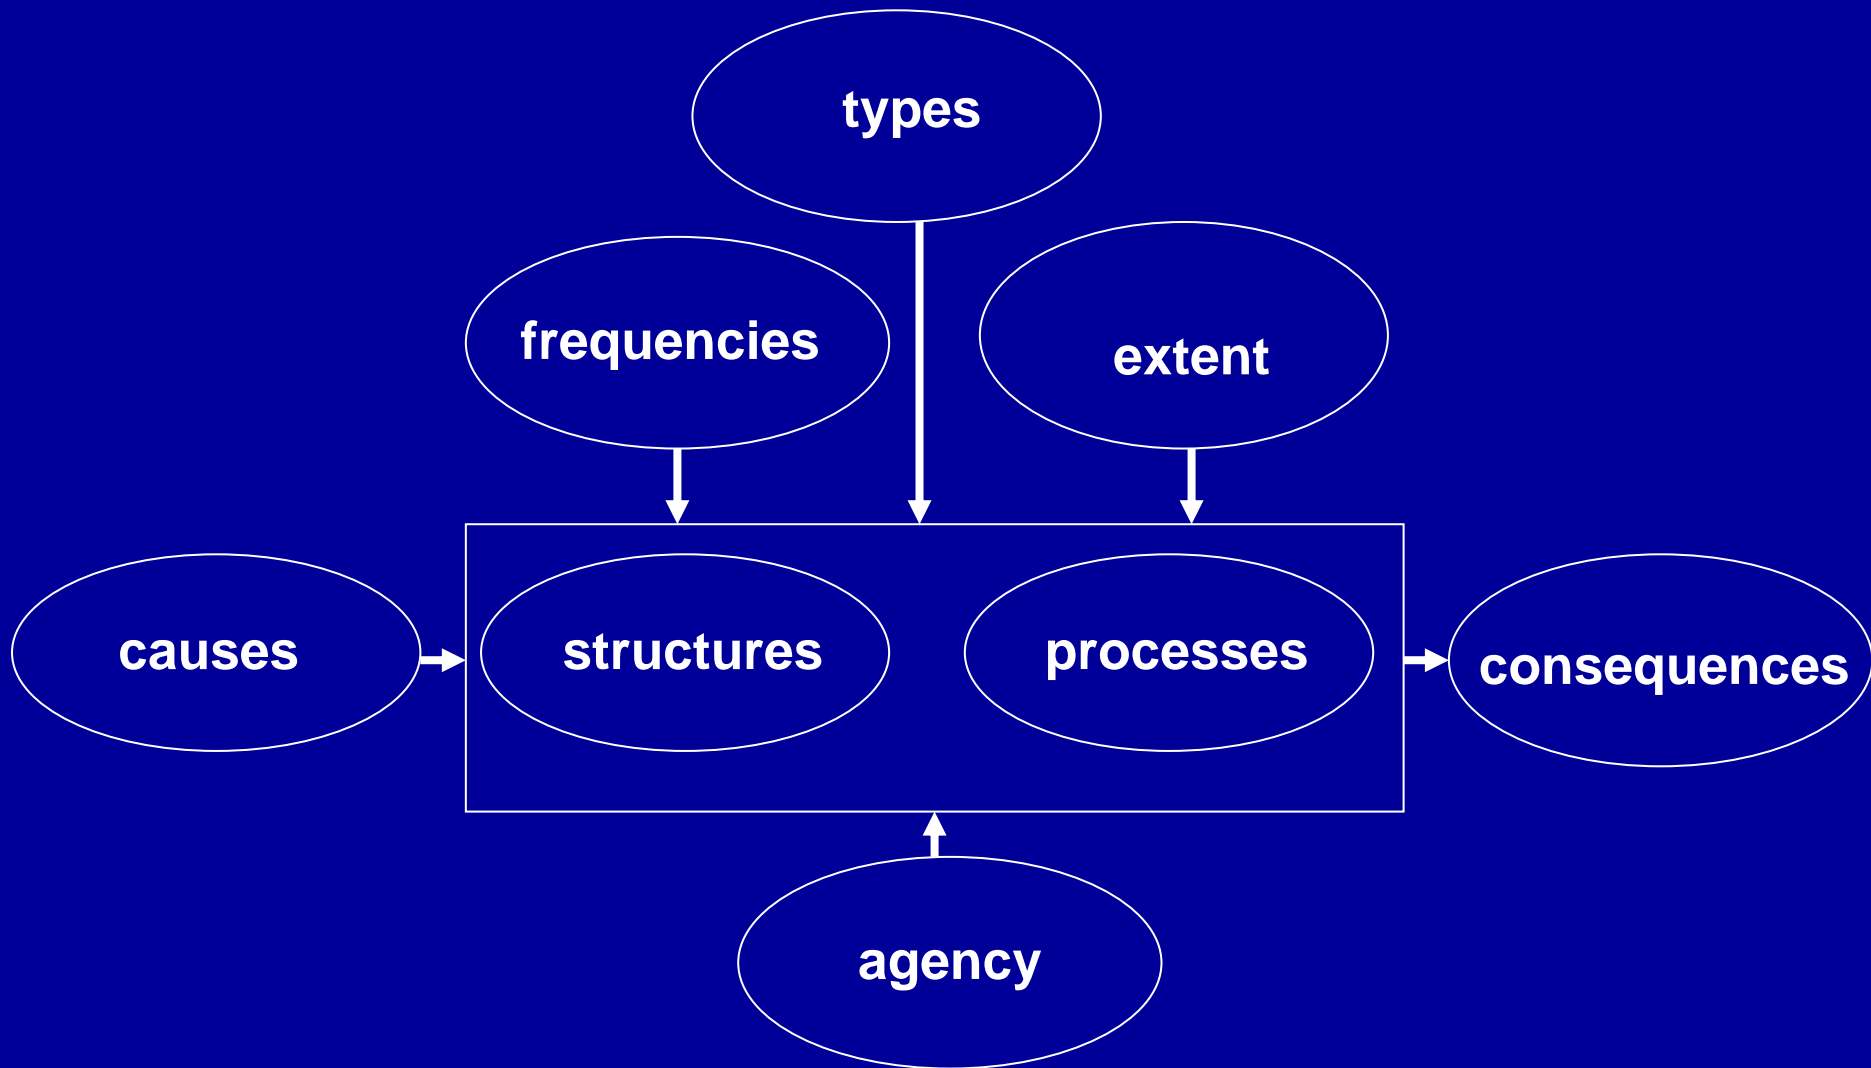 types
frequencies
extent
causes
structures
processes
consequences
agency